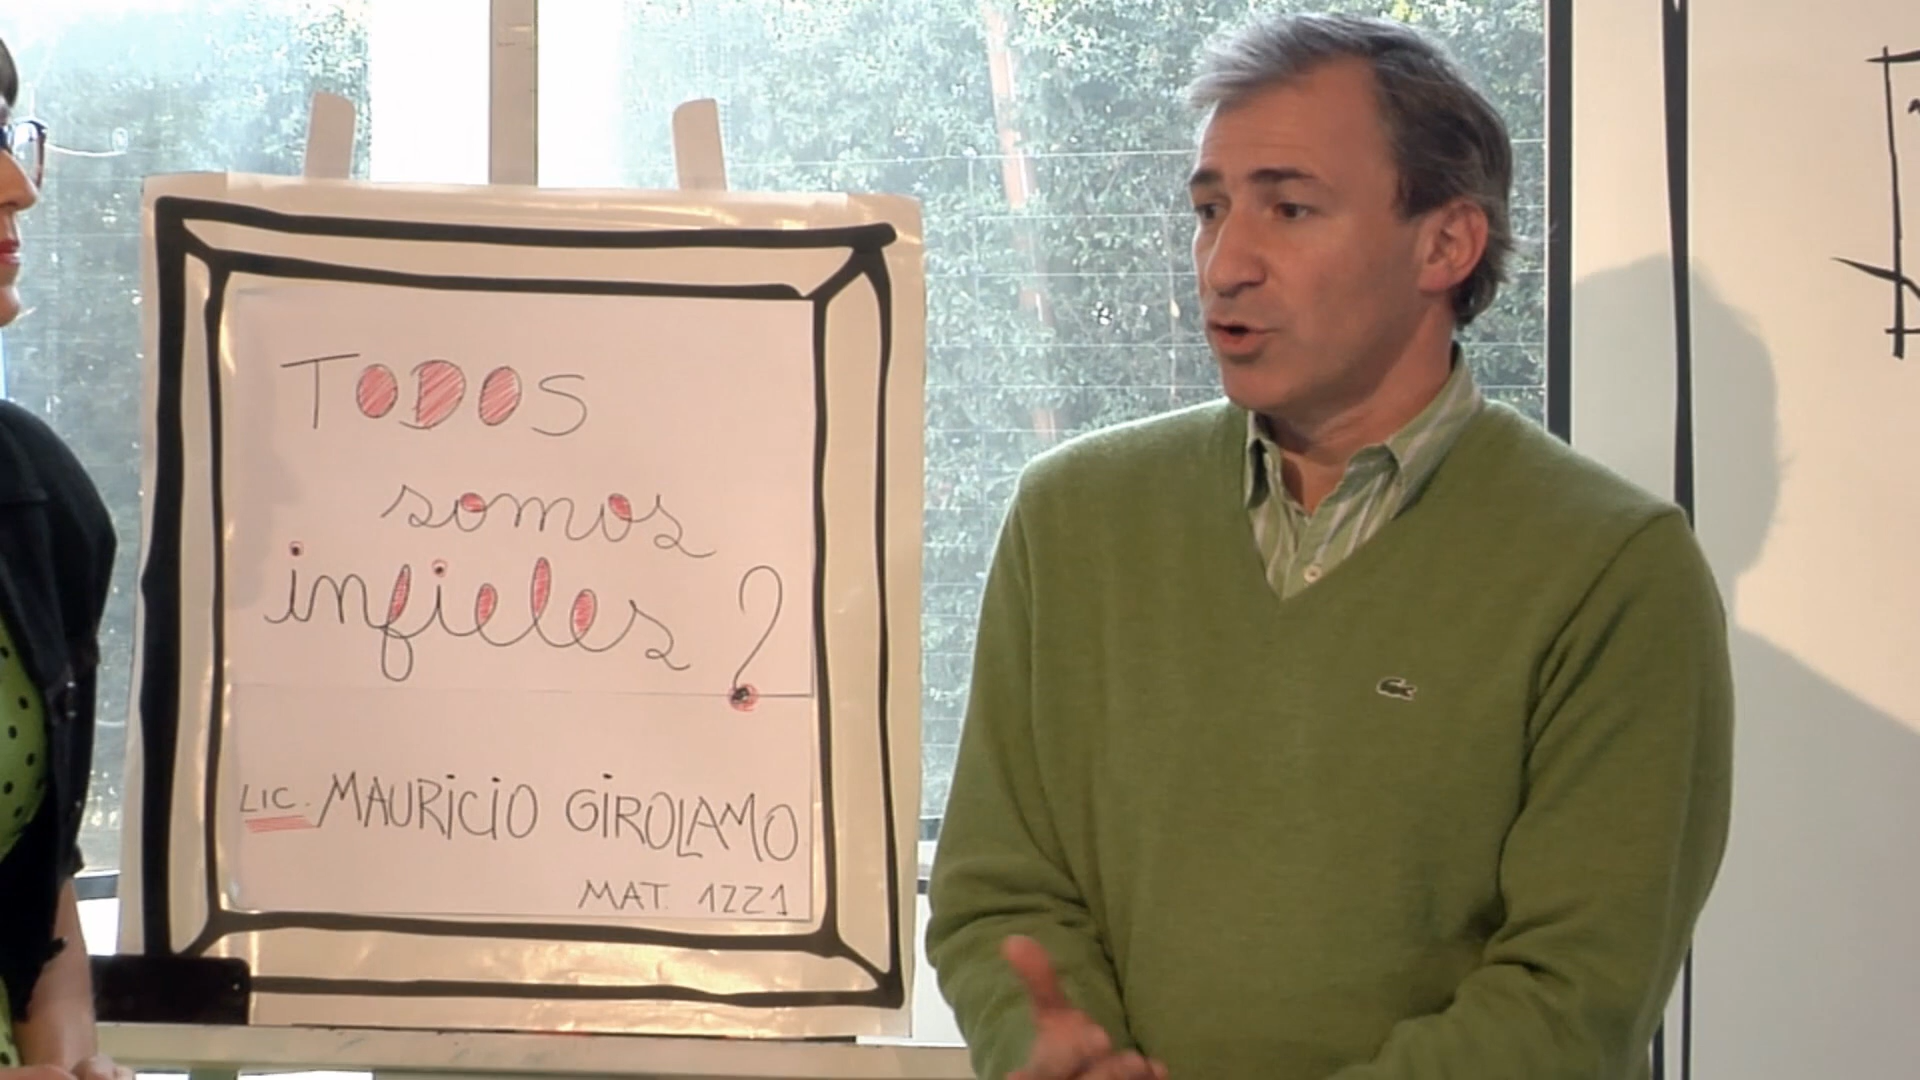 TODOS
somos
infieles?
LIC. MAURICIO GIROLAMO
MAT. 1221